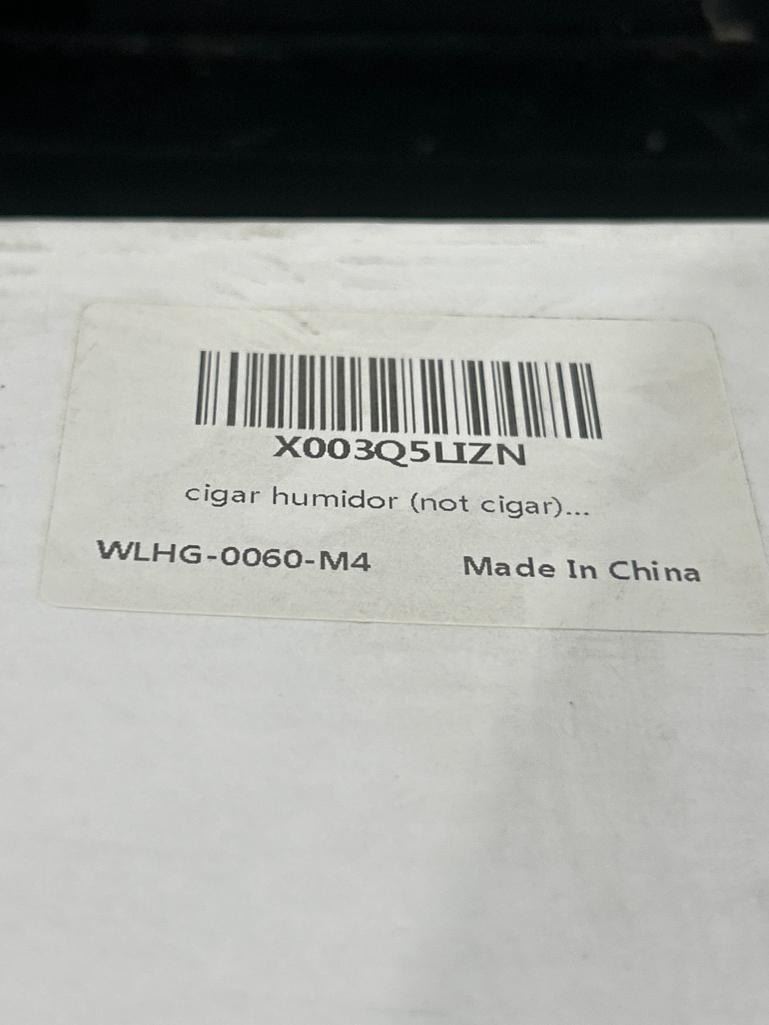 X003Q5LIZN
cigar humidor (not cigar)...
WLHG-0060-M4 Made In China